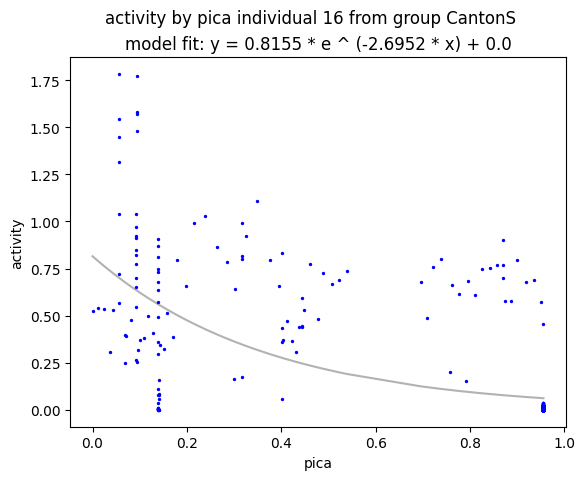 activity by pica individual 16 from group CantonS
model fit: y = 0.8155 * e ^ (-2.6952 * x) + 0.0
1.75
1.50
1.25
1.00
0.75
0.50
0.25
0.00
activity
0.0 0.2 0.4 0.6 0.8 1.0
pica